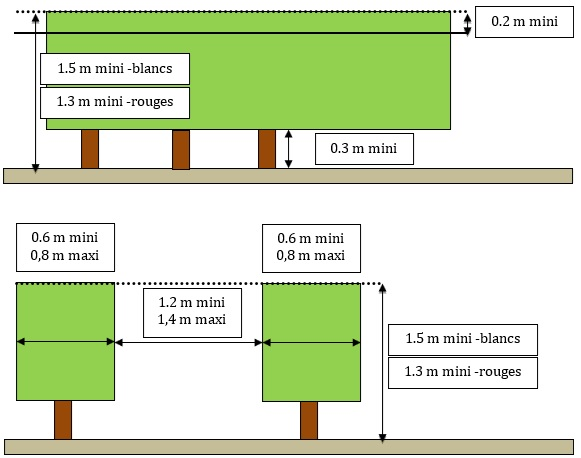 0.2 m mini
1.5 m mini -blancs
1.3 m mini -rouges
0.3 m mini
0.6 m mini
0,8 m maxi
0.6 m mini
0,8 m maxi
1.2 m mini
1,4 m maxi
1.5 m mini -blancs
1.3 m mini -rouges